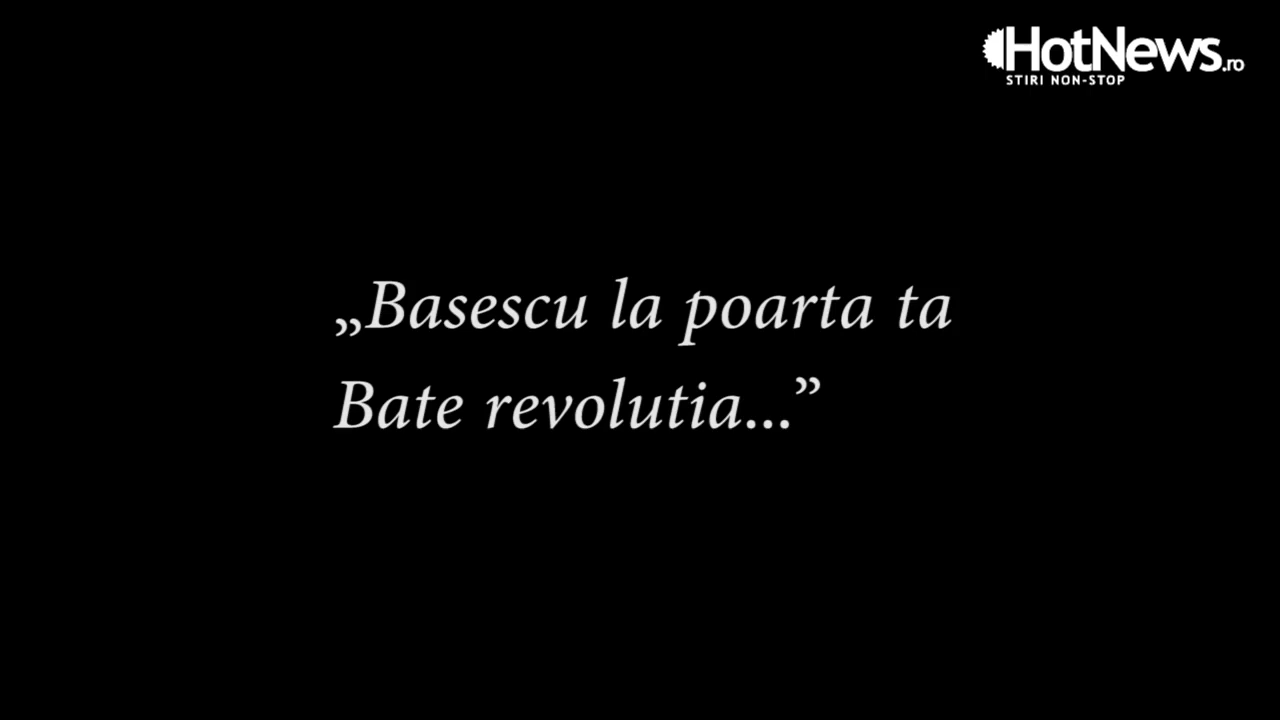 HotNews.ro
STIRI NON-STOP
„Basescu la poarta ta
Bate revolutia...”